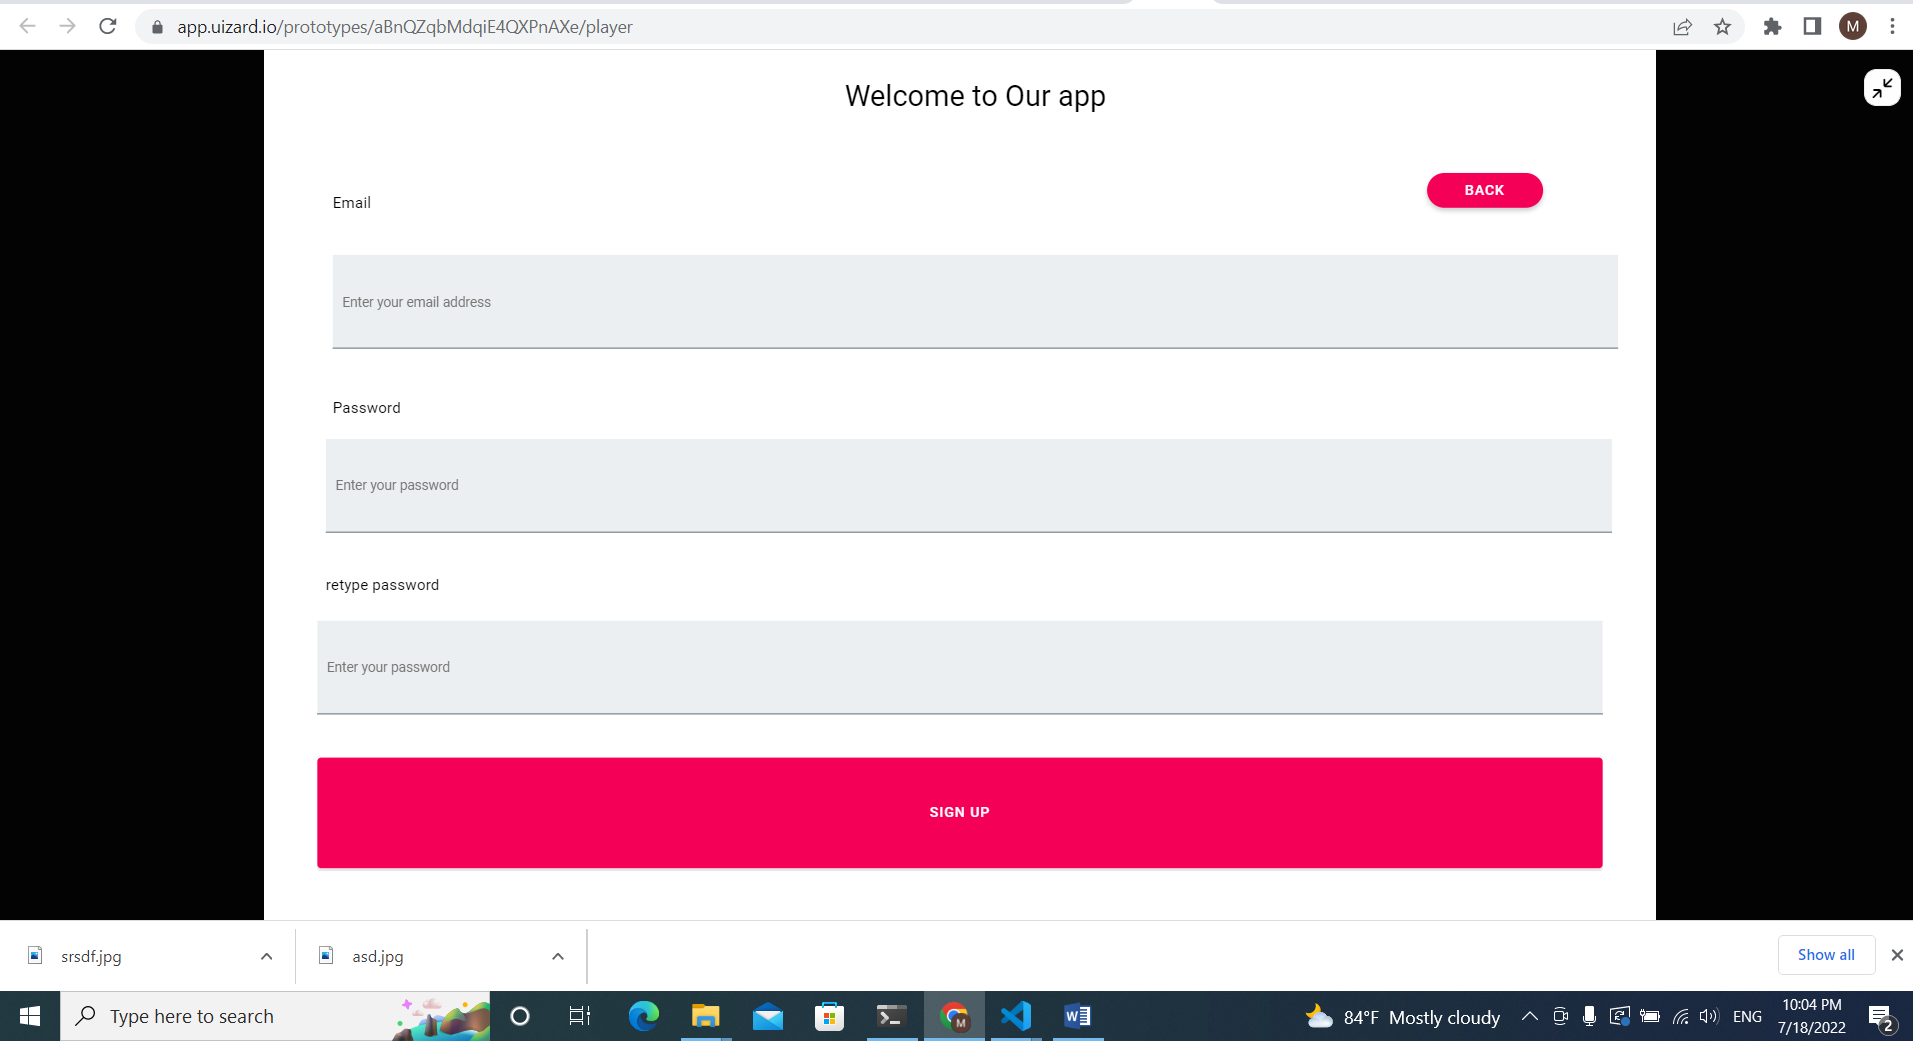 app.uizard.io/prototypes/aBnQZqbMdqiE4QXPnAXe/player
M
Welcome to Our app
BACK
Email
Enter your email address
Password
Enter your password
retype password
Enter your password
SIGN UP
srsdf.jpg
asd.jpg
Show all
Type here to search
M
84°F Mostly cloudy
ENG
10:04 PM
7/18/2022
2